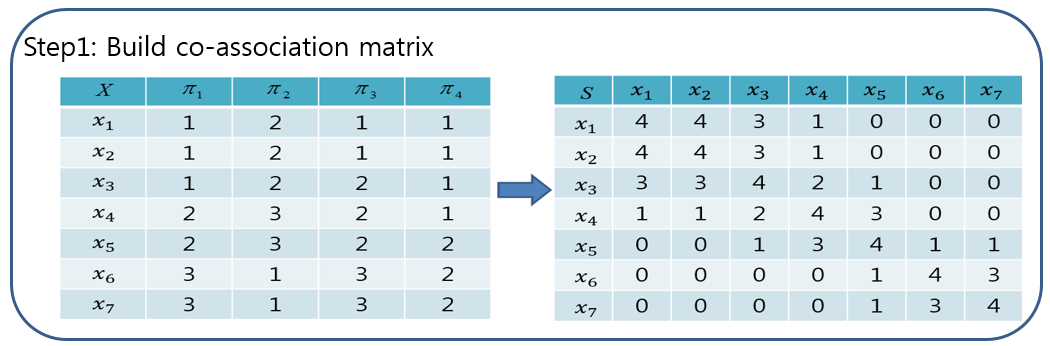 Step1: Build co-association matrix
X π1 π2 π3 π4
x1 1 2 1 1
x2 1 2 1 1
x3 1 2 2 1
x4 2 3 2 1
x5 2 3 2 2
x6 3 1 3 2
x7 3 1 3 2
S x1 x2 x3 x4 x5 x6 x7
x1 4 4 3 1 0 0 0
x2 4 4 3 1 0 0 0
x3 3 3 4 2 1 0 0
x4 1 1 2 4 3 0 0
x5 0 0 1 3 4 1 1
x6 0 0 0 0 1 4 3
x7 0 0 0 0 1 3 4